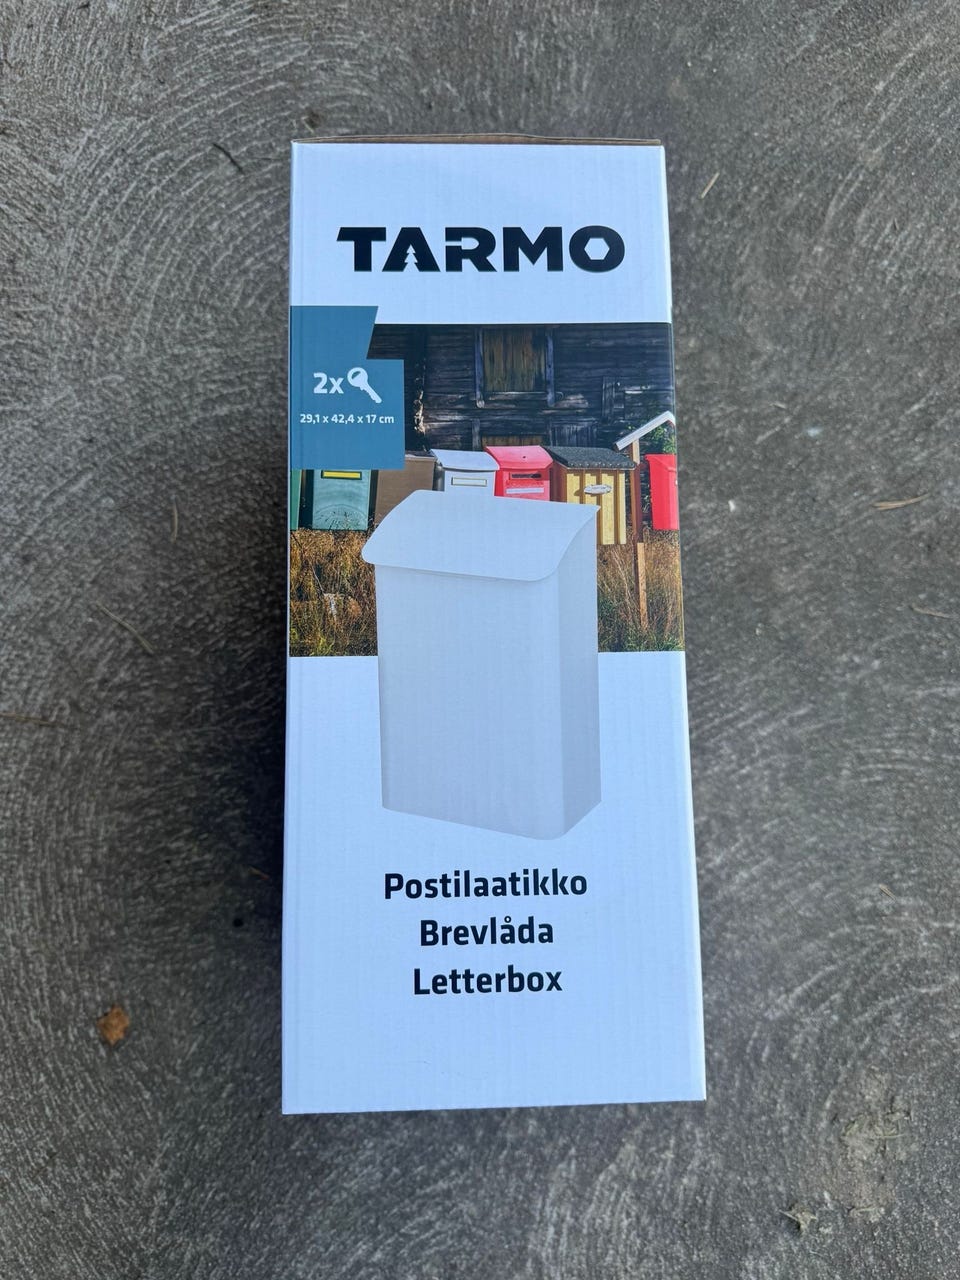 TARMO
2x
29,1 x 42,4 x 17 cm
Postilaatikko
Brevlåda
Letterbox